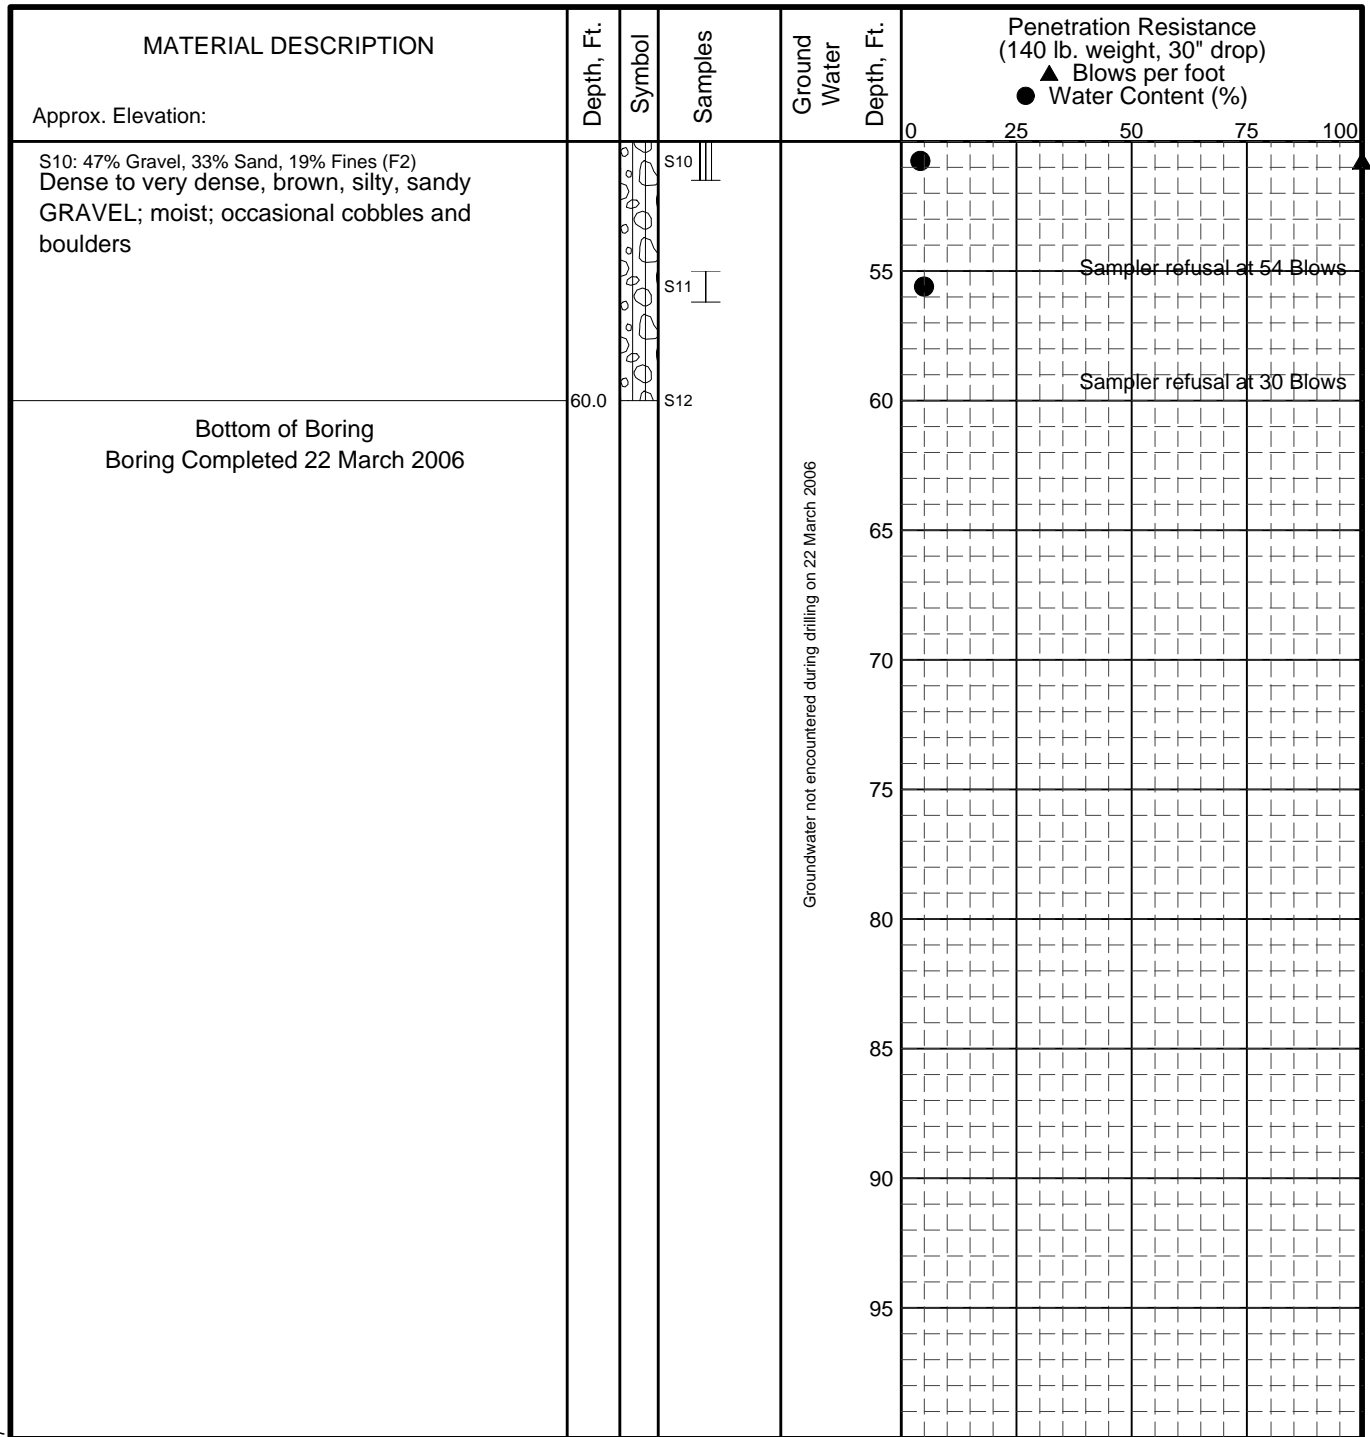 MATERIAL DESCRIPTION
Approx. Elevation:
Depth, Ft.
Symbol
Samples
Ground
Water
Depth, Ft.
Penetration Resistance
(140 lb. weight, 30" drop)
▲ Blows per foot
● Water Content (%)
0 25 50 75 100
S10: 47% Gravel, 33% Sand, 19% Fines (F2)
Dense to very dense, brown, silty, sandy
GRAVEL; moist; occasional cobbles and
boulders
S10
S11
Sampler refusal at 54 Blows
55
Sampler refusal at 30 Blows
60.0
S12
60
Bottom of Boring
Boring Completed 22 March 2006
Groundwater not encountered during drilling on 22 March 2006
65
70
75
80
85
90
95